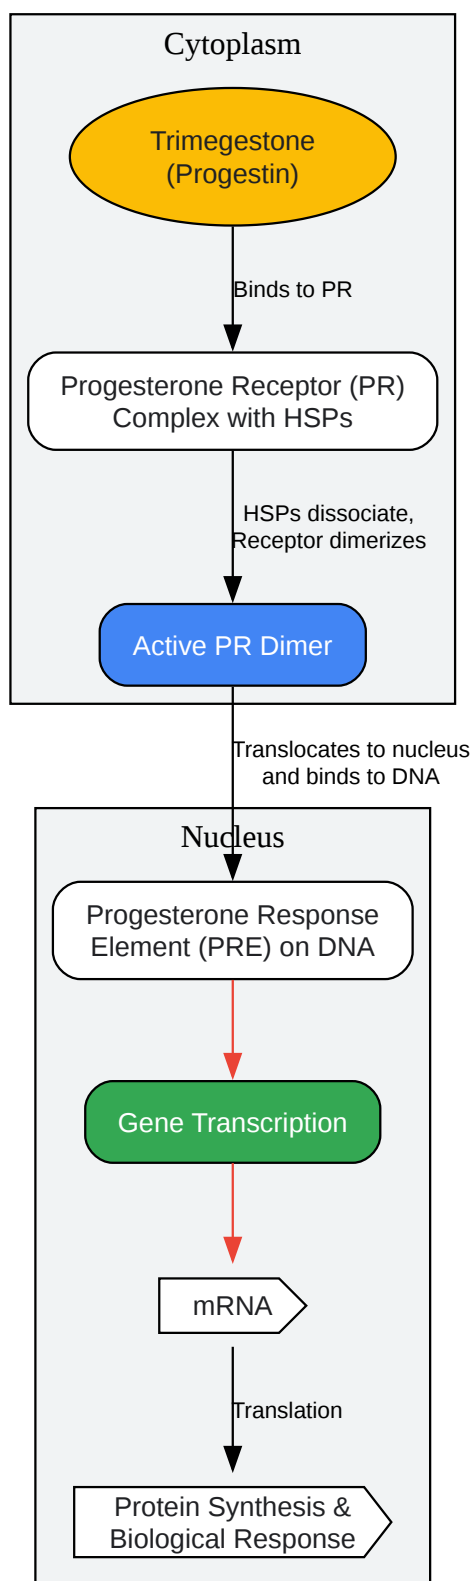 Cytoplasm
Trimegestone
(Progestin)
Binds to PR
Progesterone Receptor (PR)
Complex with HSPs
HSPs dissociate,
Receptor dimerizes
Active PR Dimer
Translocates to nucleus
and binds to DNA
Nucleus
Progesterone Response
Element (PRE) on DNA
Gene Transcription
mRNA
Translation
Protein Synthesis &
Biological Response